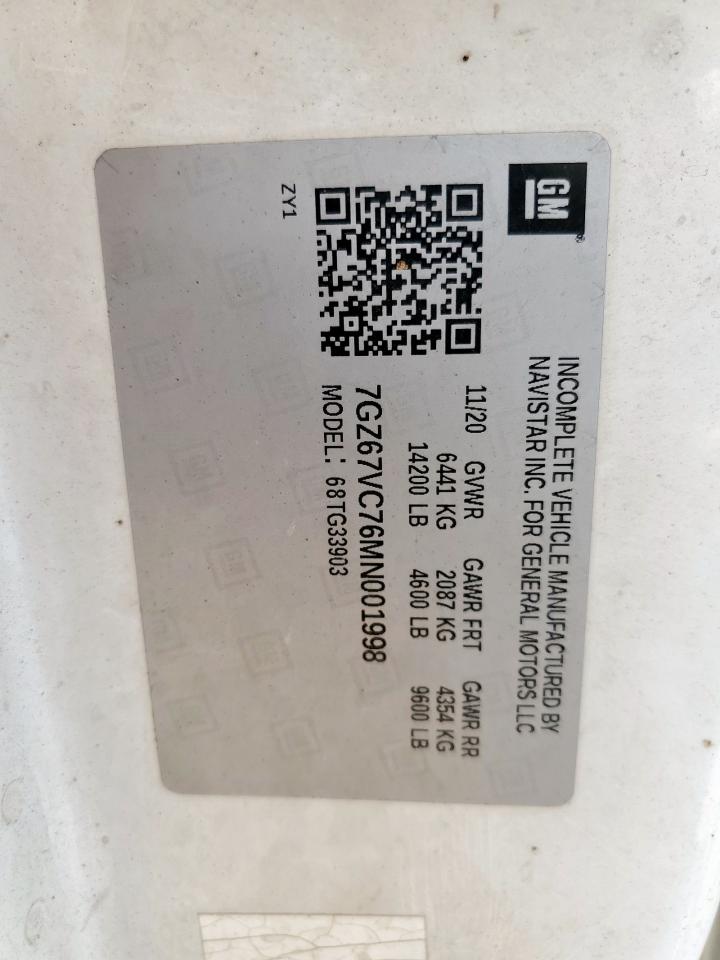 GM
INCOMPLETE VEHICLE MANUFACTURED BY
NAVISTAR INC. FOR GENERAL MOTORS LLC
11/20 GVWR GAWR FRT GAWR RR
6441 KG 2087 KG 4354 KG
14200 LB 4600 LB 9600 LB
7GZ67VC76MN001998
MODEL: 68TG33903
ZY1